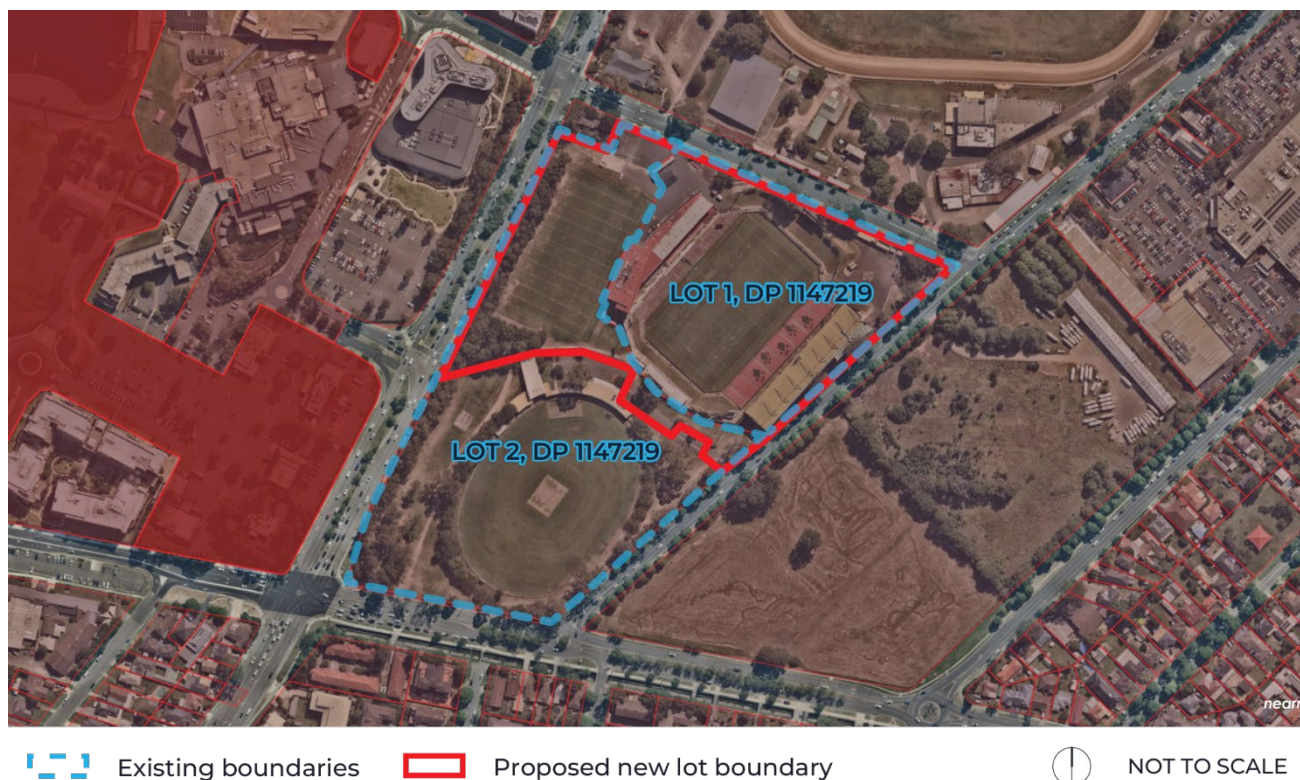 LOT 1, DP 1147219
LOT 2, DP 1147219
Existing boundaries
Proposed new lot boundary
NOT TO SCALE